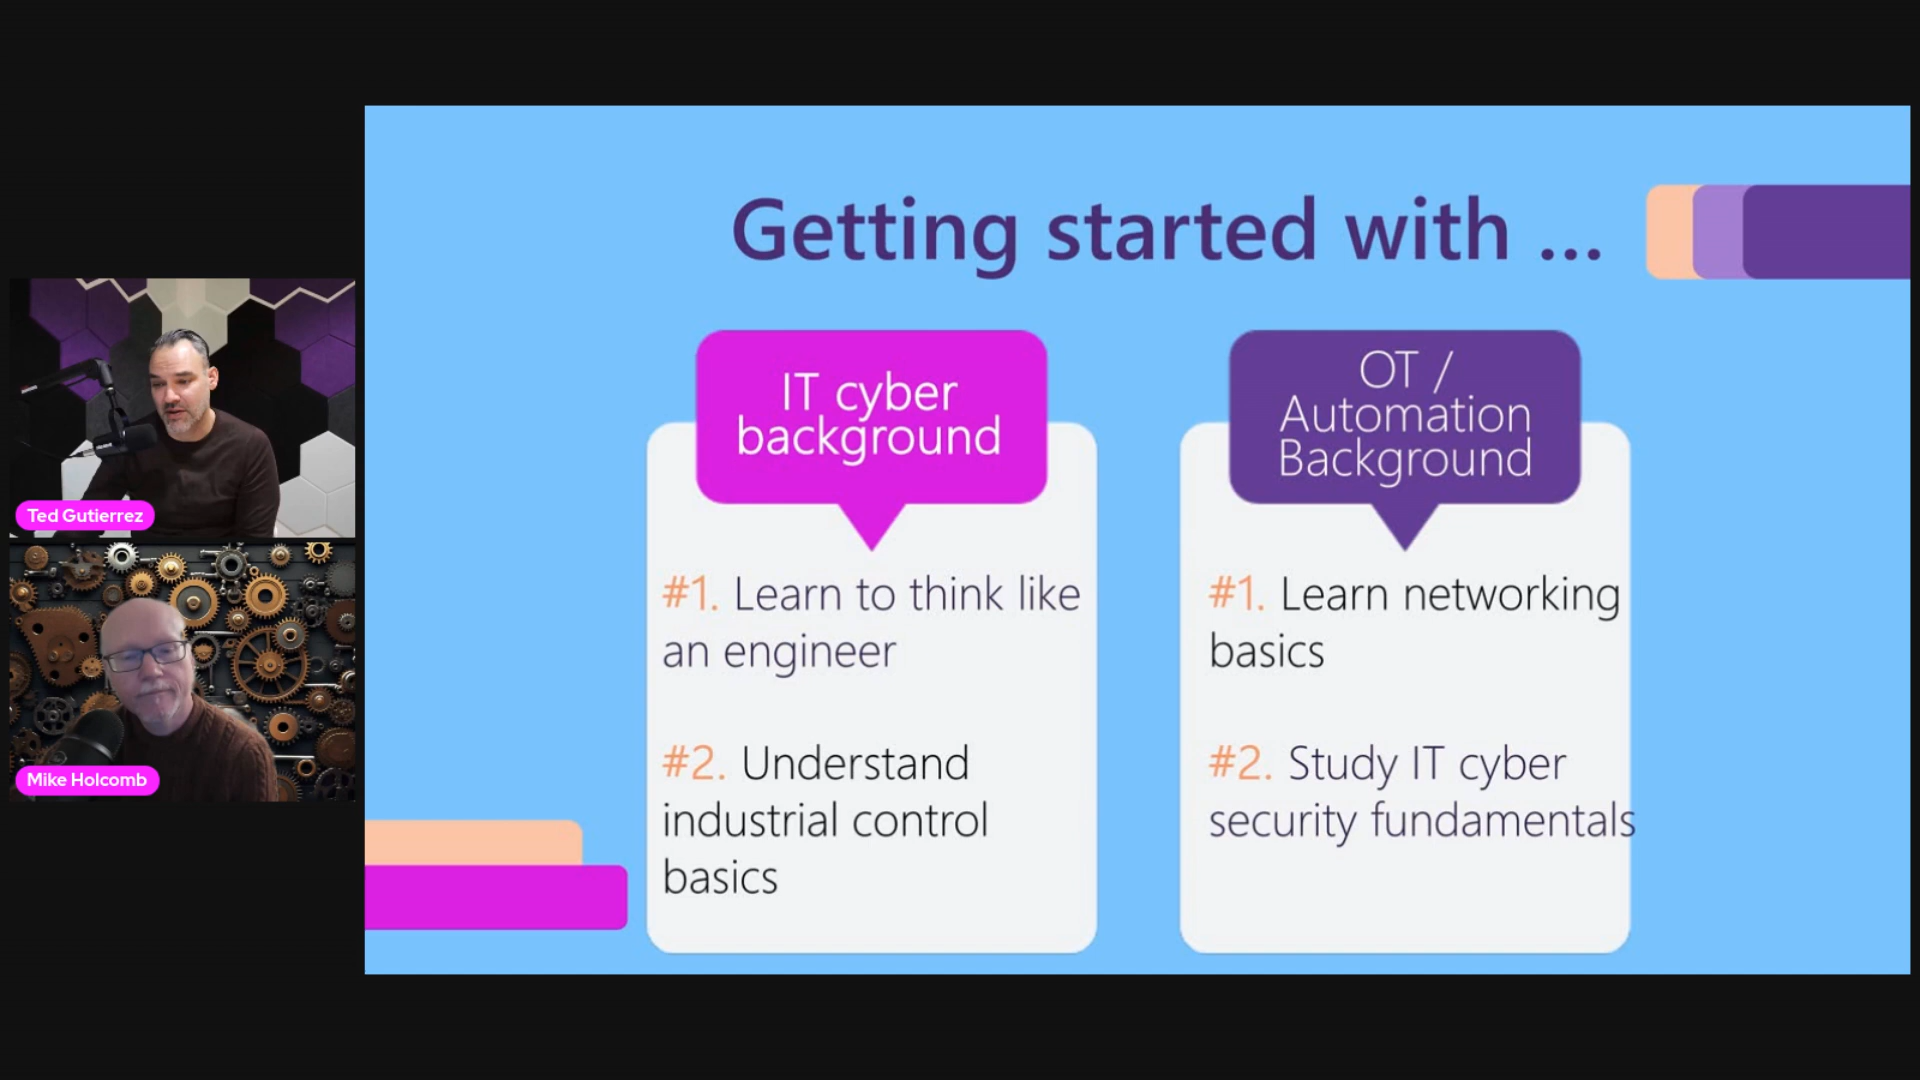 Getting started with ...
IT cyber
background
#1. Learn to think like
an engineer
#2. Understand
industrial control
basics
OT /
Automation
Background
#1. Learn networking
basics
#2. Study IT cyber
security fundamentals
Ted Gutierrez
Mike Holcomb